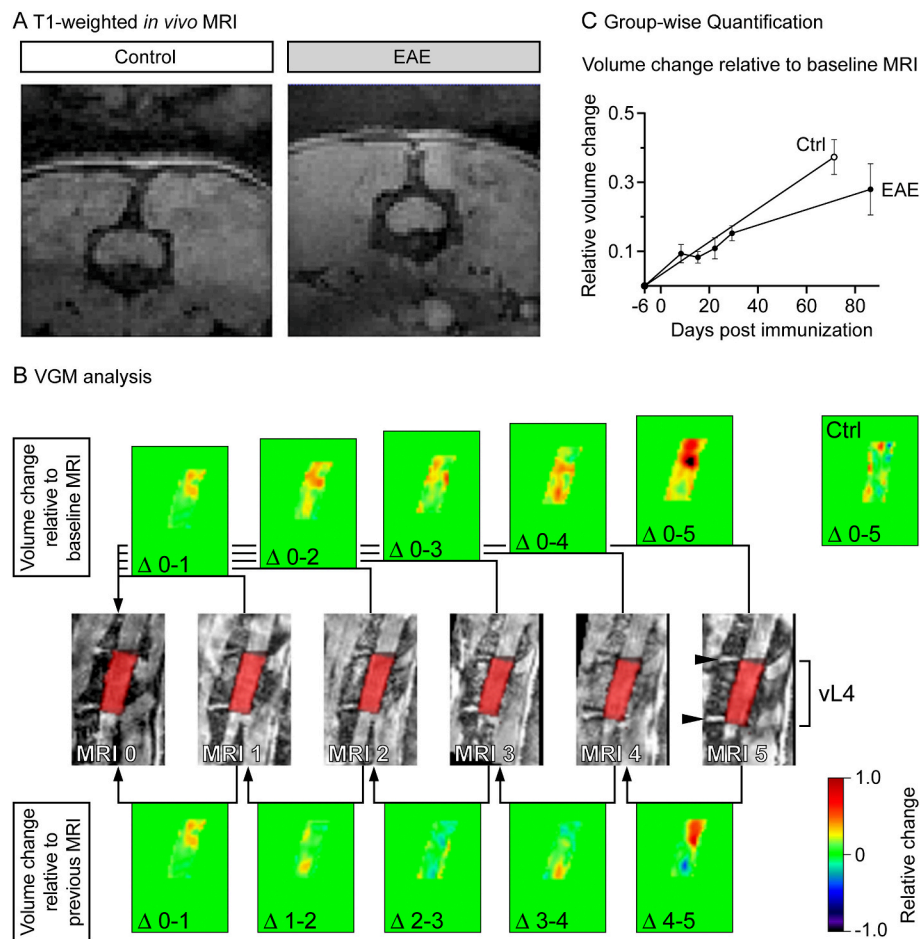 A T1-weighted in vivo MRI
Control
EAE
C Group-wise Quantification
Volume change relative to baseline MRI
Relative volume change
0.5
0.3
0.1
Ctrl
EAE
-6 0 20 40 60 80
Days post immunization
B VGM analysis
Volume change
relative to
baseline MRI
Δ 0-1
Δ 0-2
Δ 0-3
Δ 0-4
Δ 0-5
Ctrl
Δ 0-5
MRI 0
MRI 1
MRI 2
MRI 3
MRI 4
MRI 5
vL4
Volume change
relative to
previous MRI
Δ 0-1
Δ 1-2
Δ 2-3
Δ 3-4
Δ 4-5
1.0
0
-1.0
Relative change